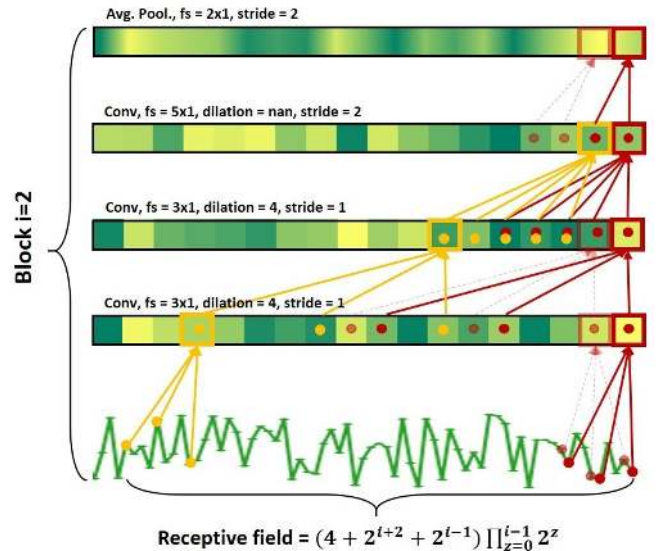 Avg. Pool., fs = 2x1, stride = 2
Conv, fs = 5x1, dilation = nan, stride = 2
Conv, fs = 3x1, dilation = 4, stride = 1
Block i=2
Conv, fs = 3x1, dilation = 4, stride = 1
Receptive field = $(4 + 2^{i+2} + 2^{i-1}) \prod_{z=0}^{i-1} 2^z$